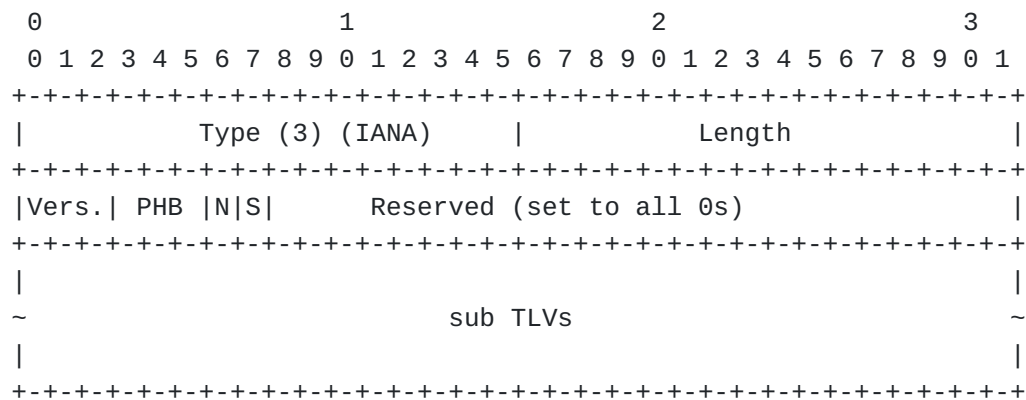 0                   1                   2                   3
 0 1 2 3 4 5 6 7 8 9 0 1 2 3 4 5 6 7 8 9 0 1 2 3 4 5 6 7 8 9 0 1
+-+-+-+-+-+-+-+-+-+-+-+-+-+-+-+-+-+-+-+-+-+-+-+-+-+-+-+-+-+-+-+-+
|           Type (3) (IANA)     |           Length              |
+-+-+-+-+-+-+-+-+-+-+-+-+-+-+-+-+-+-+-+-+-+-+-+-+-+-+-+-+-+-+-+-+
|Vers.| PHB |N|S|      Reserved (set to all 0s)                 |
+-+-+-+-+-+-+-+-+-+-+-+-+-+-+-+-+-+-+-+-+-+-+-+-+-+-+-+-+-+-+-+-+
|                                                               |
~                           sub TLVs                            ~
|                                                               |
+-+-+-+-+-+-+-+-+-+-+-+-+-+-+-+-+-+-+-+-+-+-+-+-+-+-+-+-+-+-+-+-+